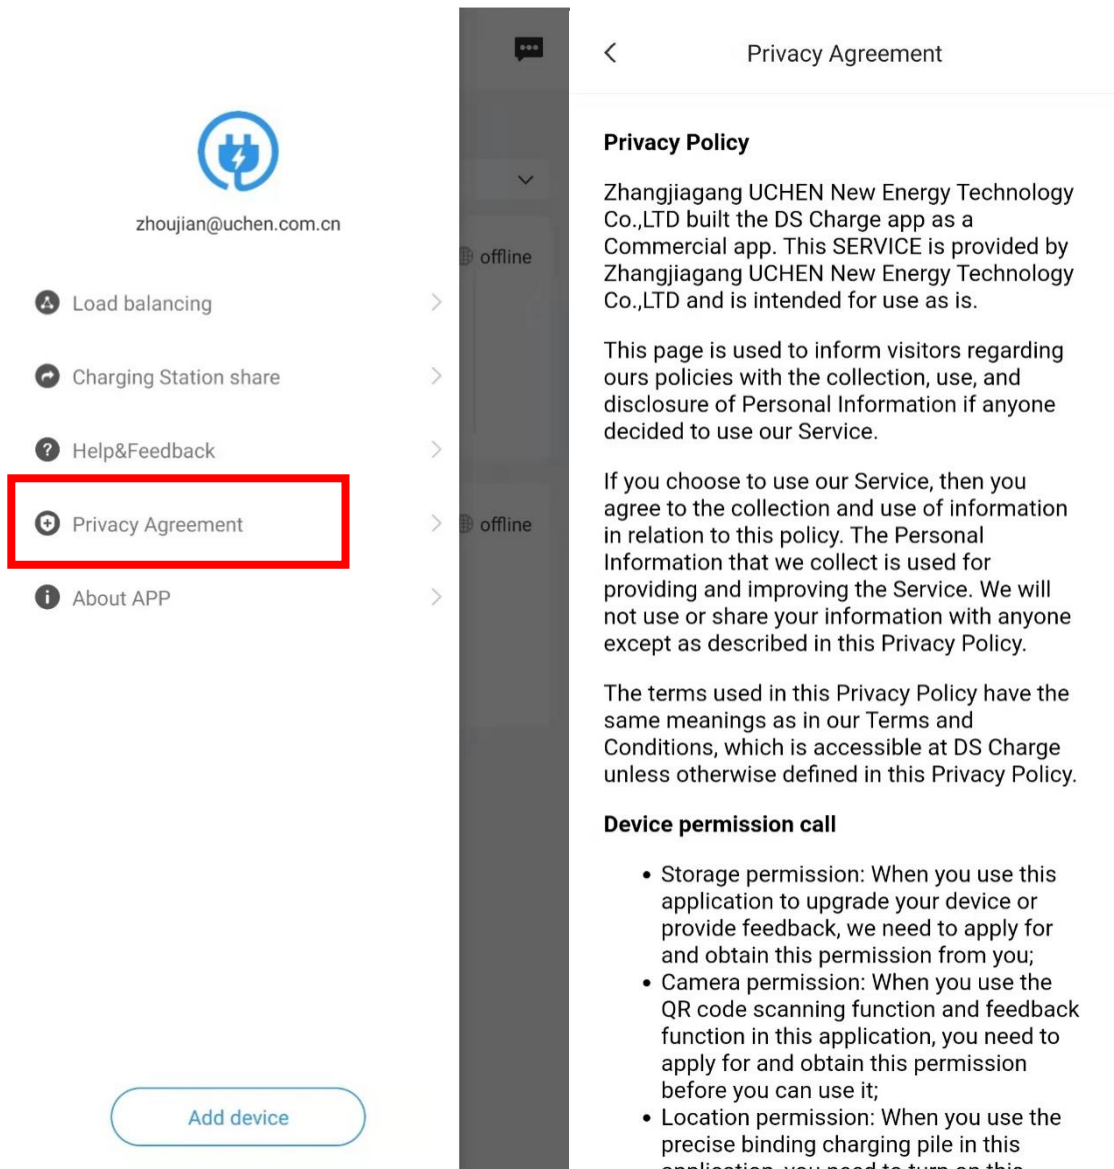 zhoujian@uchen.com.cn
Load balancing
Charging Station share
Help&Feedback
Privacy Agreement
About APP
Add device
offline
offline
Privacy Agreement
Privacy Policy
Zhangjiagang UCHEN New Energy Technology
Co.,LTD built the DS Charge app as a
Commercial app. This SERVICE is provided by
Zhangjiagang UCHEN New Energy Technology
Co.,LTD and is intended for use as is.
This page is used to inform visitors regarding
ours policies with the collection, use, and
disclosure of Personal Information if anyone
decided to use our Service.
If you choose to use our Service, then you
agree to the collection and use of information
in relation to this policy. The Personal
Information that we collect is used for
providing and improving the Service. We will
not use or share your information with anyone
except as described in this Privacy Policy.
The terms used in this Privacy Policy have the
same meanings as in our Terms and
Conditions, which is accessible at DS Charge
unless otherwise defined in this Privacy Policy.
Device permission call
• Storage permission: When you use this
application to upgrade your device or
provide feedback, we need to apply for
and obtain this permission from you;
• Camera permission: When you use the
QR code scanning function and feedback
function in this application, you need to
apply for and obtain this permission
before you can use it;
• Location permission: When you use the
precise binding charging pile in this
application, you need to turn on this